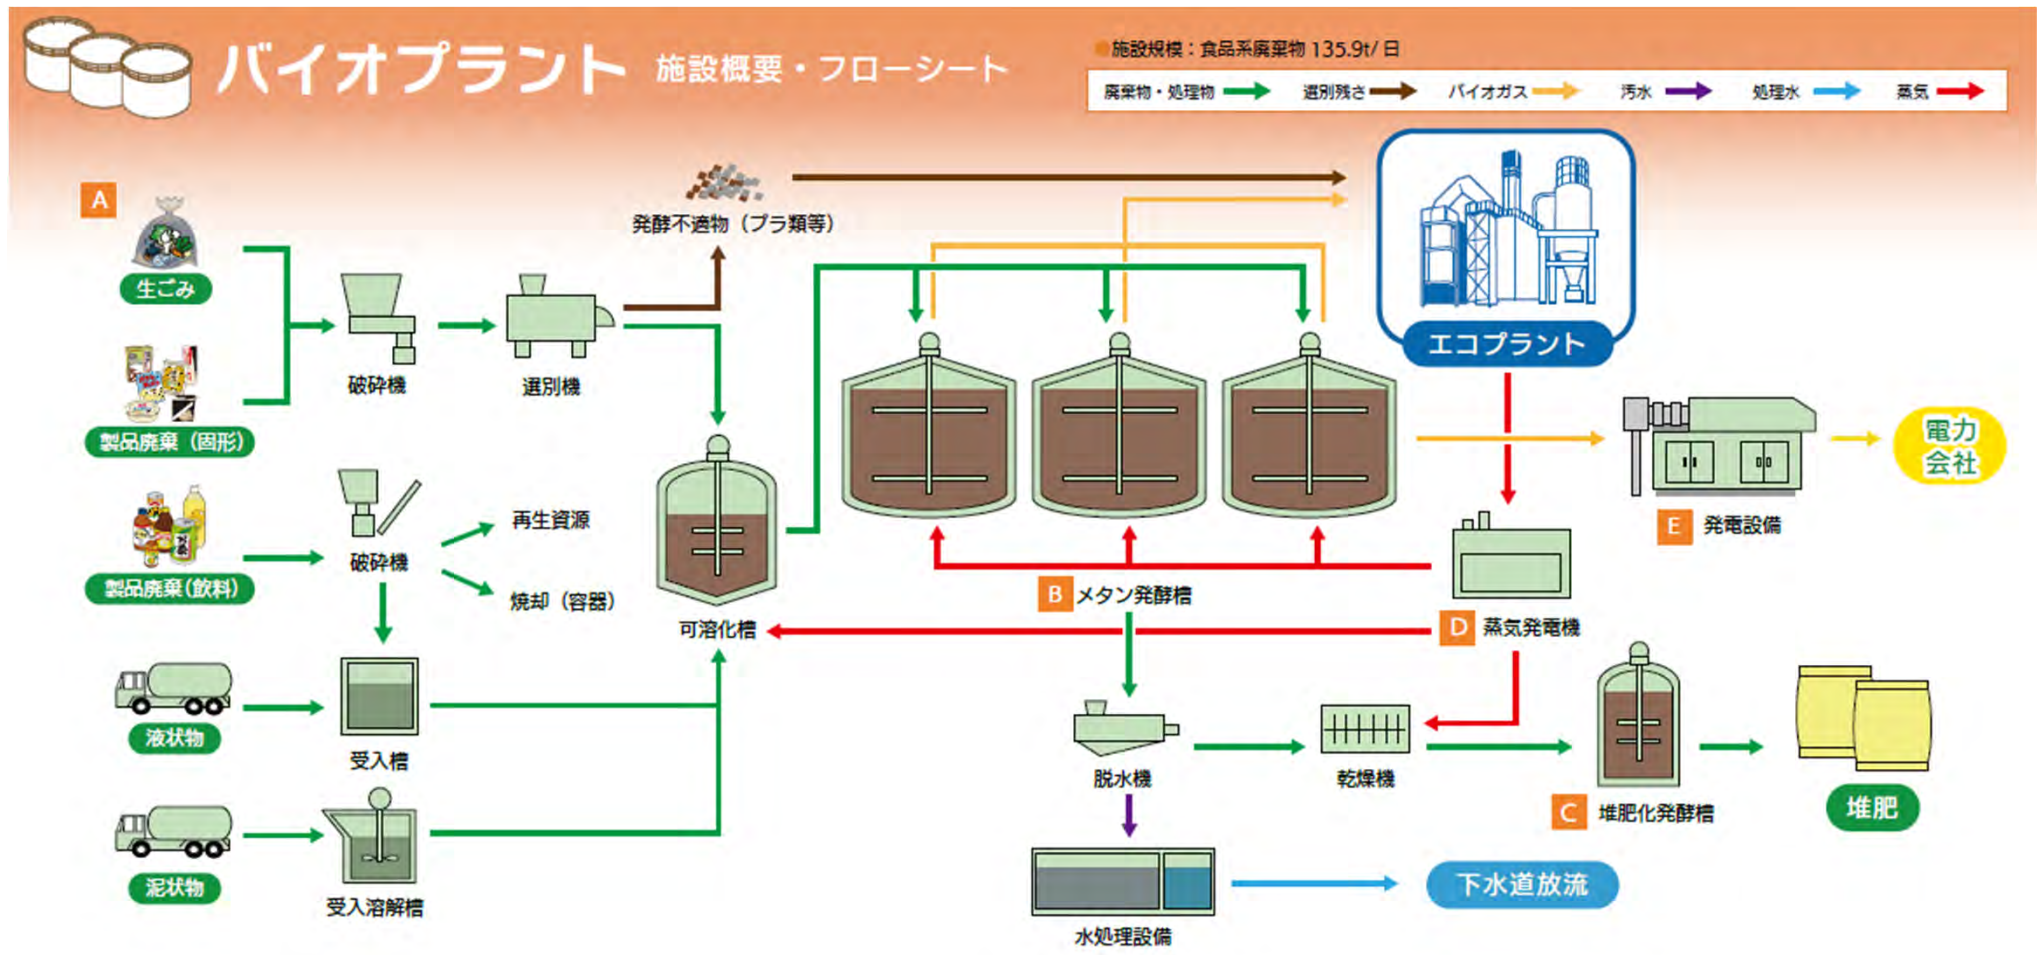 バイオプラント 施設概要・フローシート
●施設規模：食品系廃棄物 135.9t/日
廃棄物・処理物
選別残さ
バイオガス
汚水
処理水
蒸気
A
生ごみ
製品廃棄（固形）
製品廃棄（飲料）
液状物
泥状物
破砕機
選別機
発酵不適物（プラ類等）
破砕機
再生資源
焼却（容器）
受入槽
受入溶解槽
可溶化槽
B メタン発酵槽
エコプラント
E 発電設備
電力
会社
D 蒸気発電機
脱水機
乾燥機
C 堆肥化発酵槽
堆肥
水処理設備
下水道放流